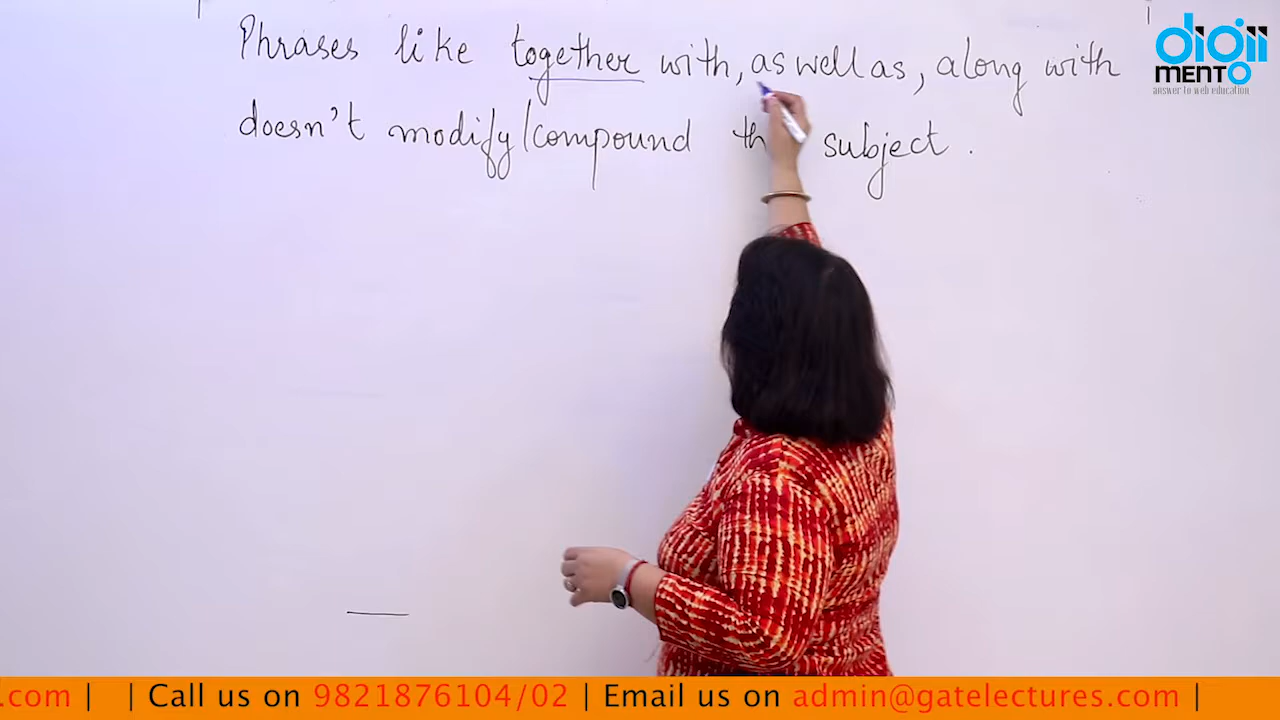 Phrases like together with, as well as, along with
doesn't modify/compound th subject.
digii
MENTO
answer to web education
.com | | Call us on 9821876104/02 | Email us on admin@gatelectures.com |